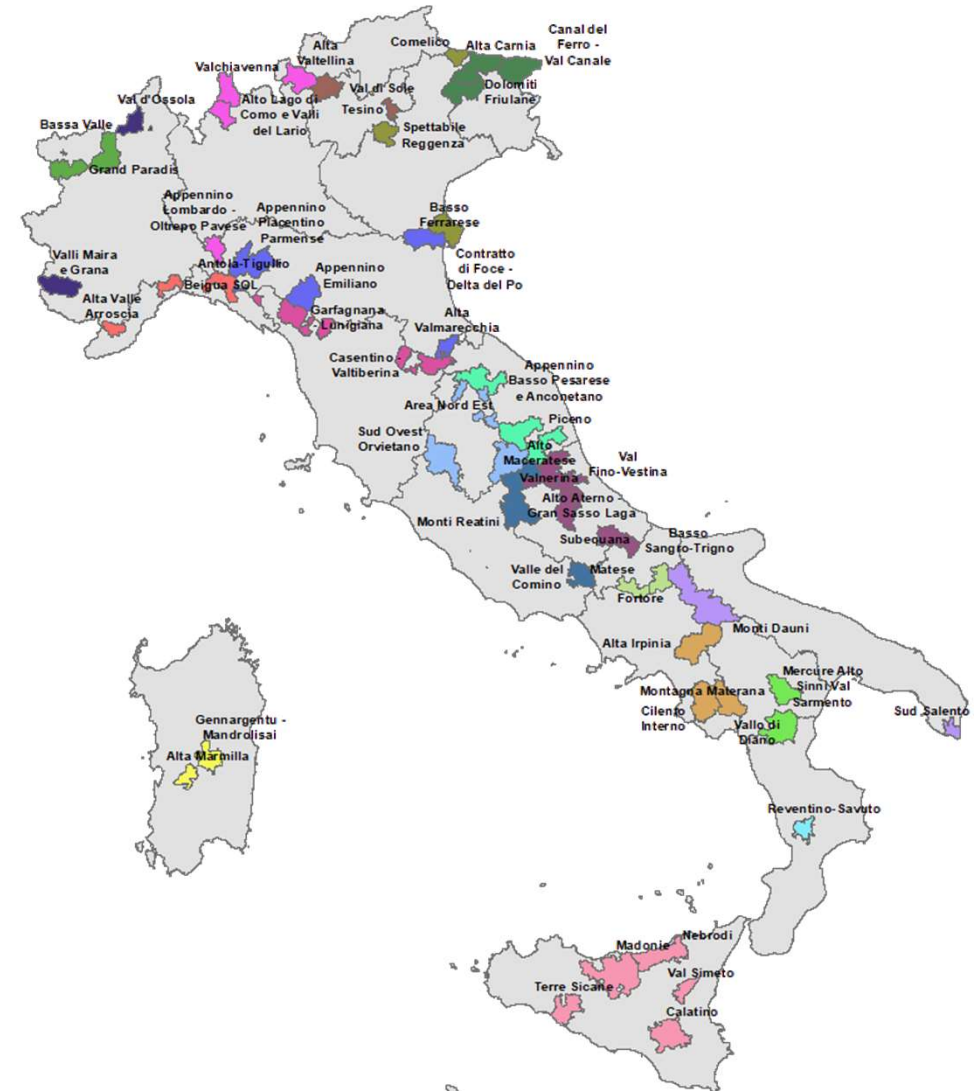 Canal del
Ferro -
Val Canale
Comelico
Alta Carnia
Alta
Valtellina
Valchiavenna
Val di Sole
Dolomiti
Friulane
Val d'Ossola
Alto Lago di
Como e Valli
del Lario
Tesino
Bassa Valle
Spettabile
Reggenza
Grand Paradis
Appennino
Lombardo -
Oltrepo Pavese
Appennino
Piacentino
Parmense
Basso
Ferrarese
Valli Maira
e Grana
Antola-Tigullio
Contratto
di Foce -
Delta del Po
Beigua SOL
Appennino
Emiliano
Alta Valle
Arroscia
Garfagnana
- Lunigiana
Alta
Valmarecchia
Casentino -
Valtiberina
Appennino
Basso Pesarese
e Anconetano
Area Nord Est
Piceno
Sud Ovest
Orvietano
Alto
Maceratese
Val
Fino-Vestina
Valnerina
Alto Aterno -
Gran Sasso Laga
Monti Reatini
Subequana
Basso
Sangro-Trigno
Valle del
Comino
Matese
Fortore
Monti Dauni
Alta Irpinia
Mercure Alto
Sinni Val
Sarmento
Montagna Materana
Cilento
Interno
Sud Salento
Vallo di
Diano
Gennargentu -
Mandrolisai
Alta Marmilla
Reventino-Savuto
Nebrodi
Madonie
Val Simeto
Terre Sicane
Calatino